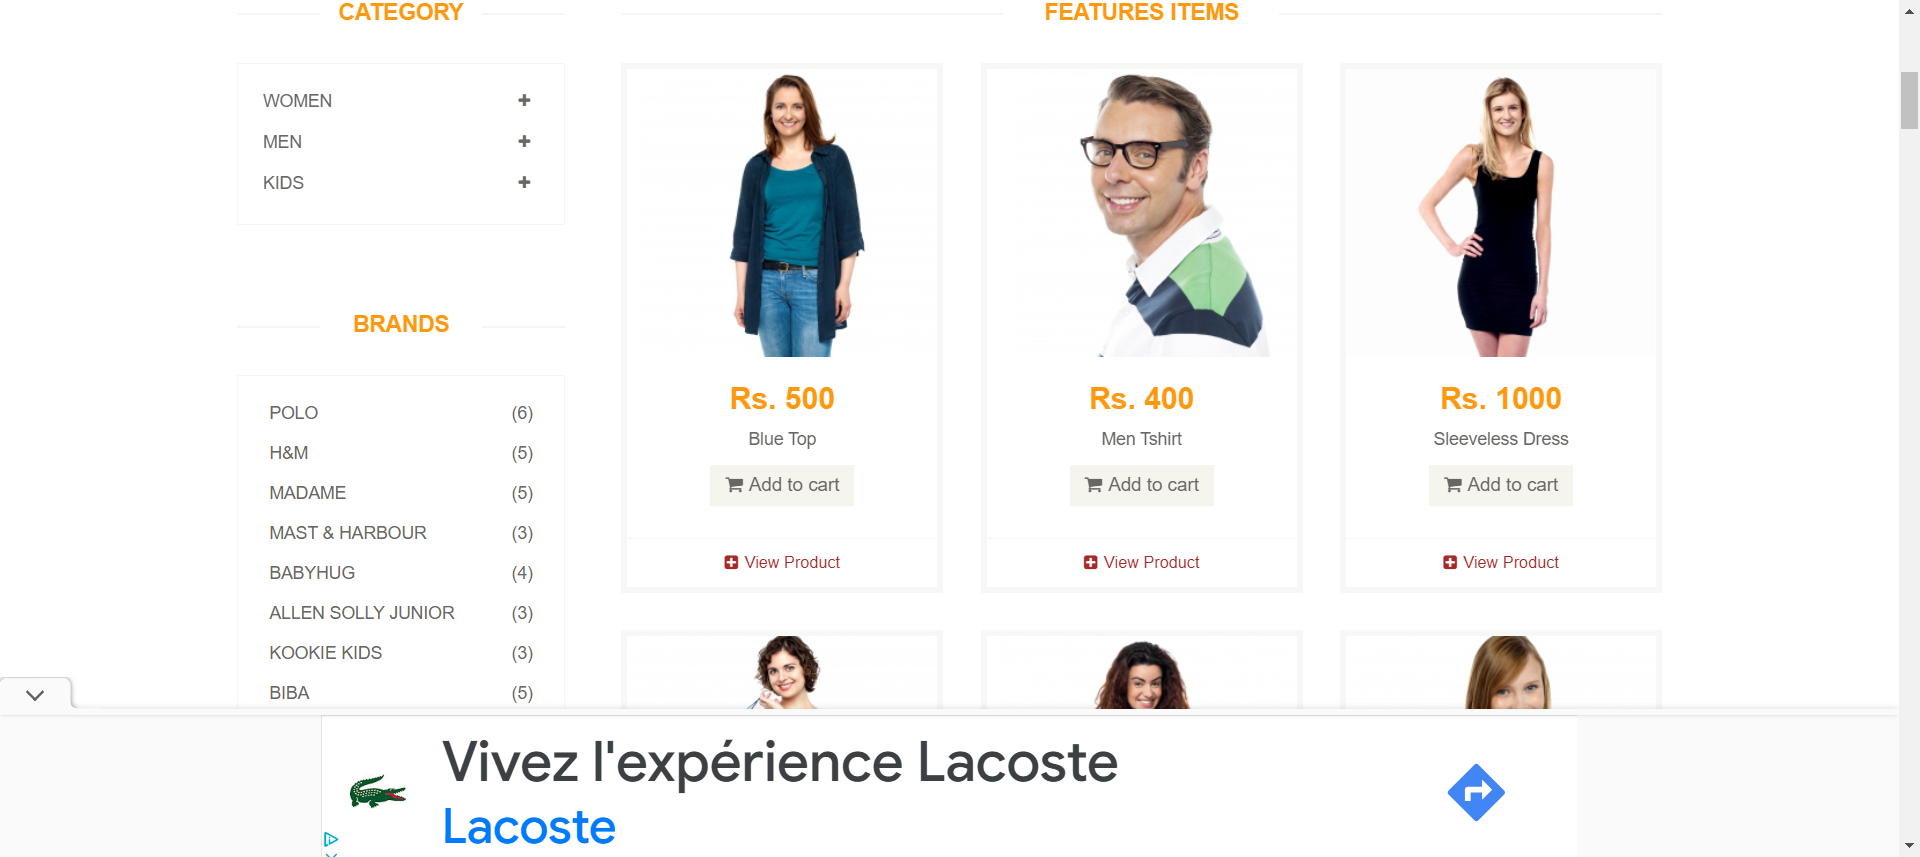 CATEGORY
WOMEN
MEN
KIDS
BRANDS
POLO (6)
H&M (5)
MADAME (5)
MAST & HARBOUR (3)
BABYHUG (4)
ALLEN SOLLY JUNIOR (3)
KOOKIE KIDS (3)
BIBA (5)
FEATURES ITEMS
Rs. 500
Blue Top
Add to cart
View Product
Rs. 400
Men Tshirt
Add to cart
View Product
Rs. 1000
Sleeveless Dress
Add to cart
View Product
Vivez l'expérience Lacoste
Lacoste